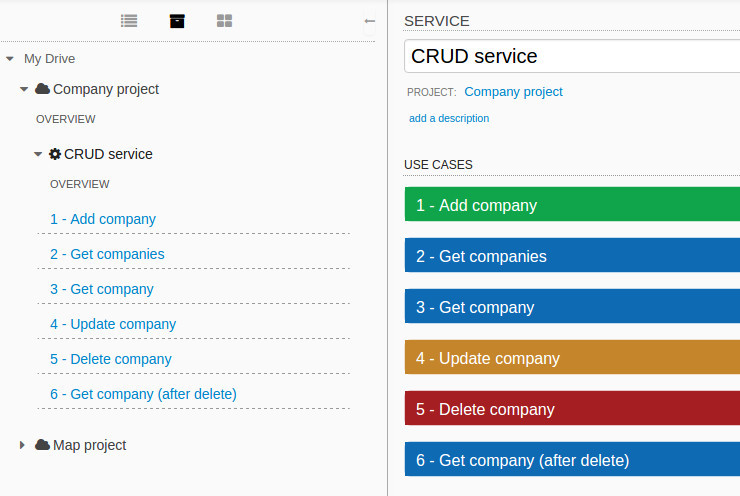 My Drive
Company project
OVERVIEW
CRUD service
OVERVIEW
1 - Add company
2 - Get companies
3 - Get company
4 - Update company
5 - Delete company
6 - Get company (after delete)
Map project
SERVICE
CRUD service
PROJECT: Company project
add a description
USE CASES
1 - Add company
2 - Get companies
3 - Get company
4 - Update company
5 - Delete company
6 - Get company (after delete)